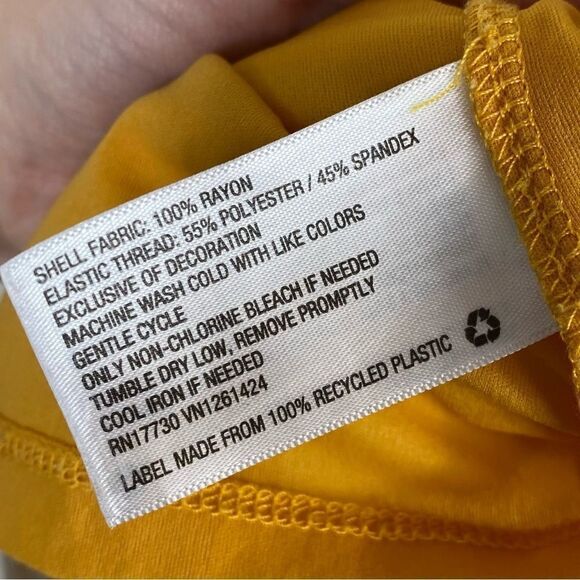 SHELL FABRIC: 100% RAYON
ELASTIC THREAD: 55% POLYESTER / 45% SPANDEX
EXCLUSIVE OF DECORATION
MACHINE WASH COLD WITH LIKE COLORS
GENTLE CYCLE
ONLY NON-CHLORINE BLEACH IF NEEDED
TUMBLE DRY LOW, REMOVE PROMPTLY
COOL IRON IF NEEDED
RN17730 VN1261424
LABEL MADE FROM 100% RECYCLED PLASTIC